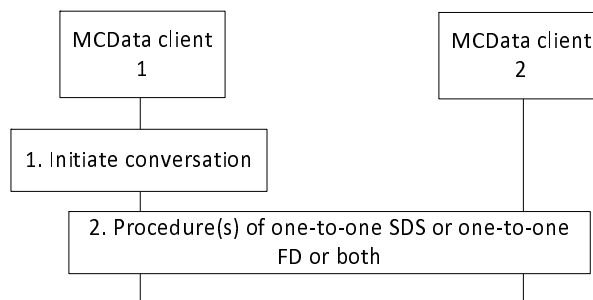 MCData client
1
MCData client
2
1. Initiate conversation
2. Procedure(s) of one-to-one SDS or one-to-one
FD or both